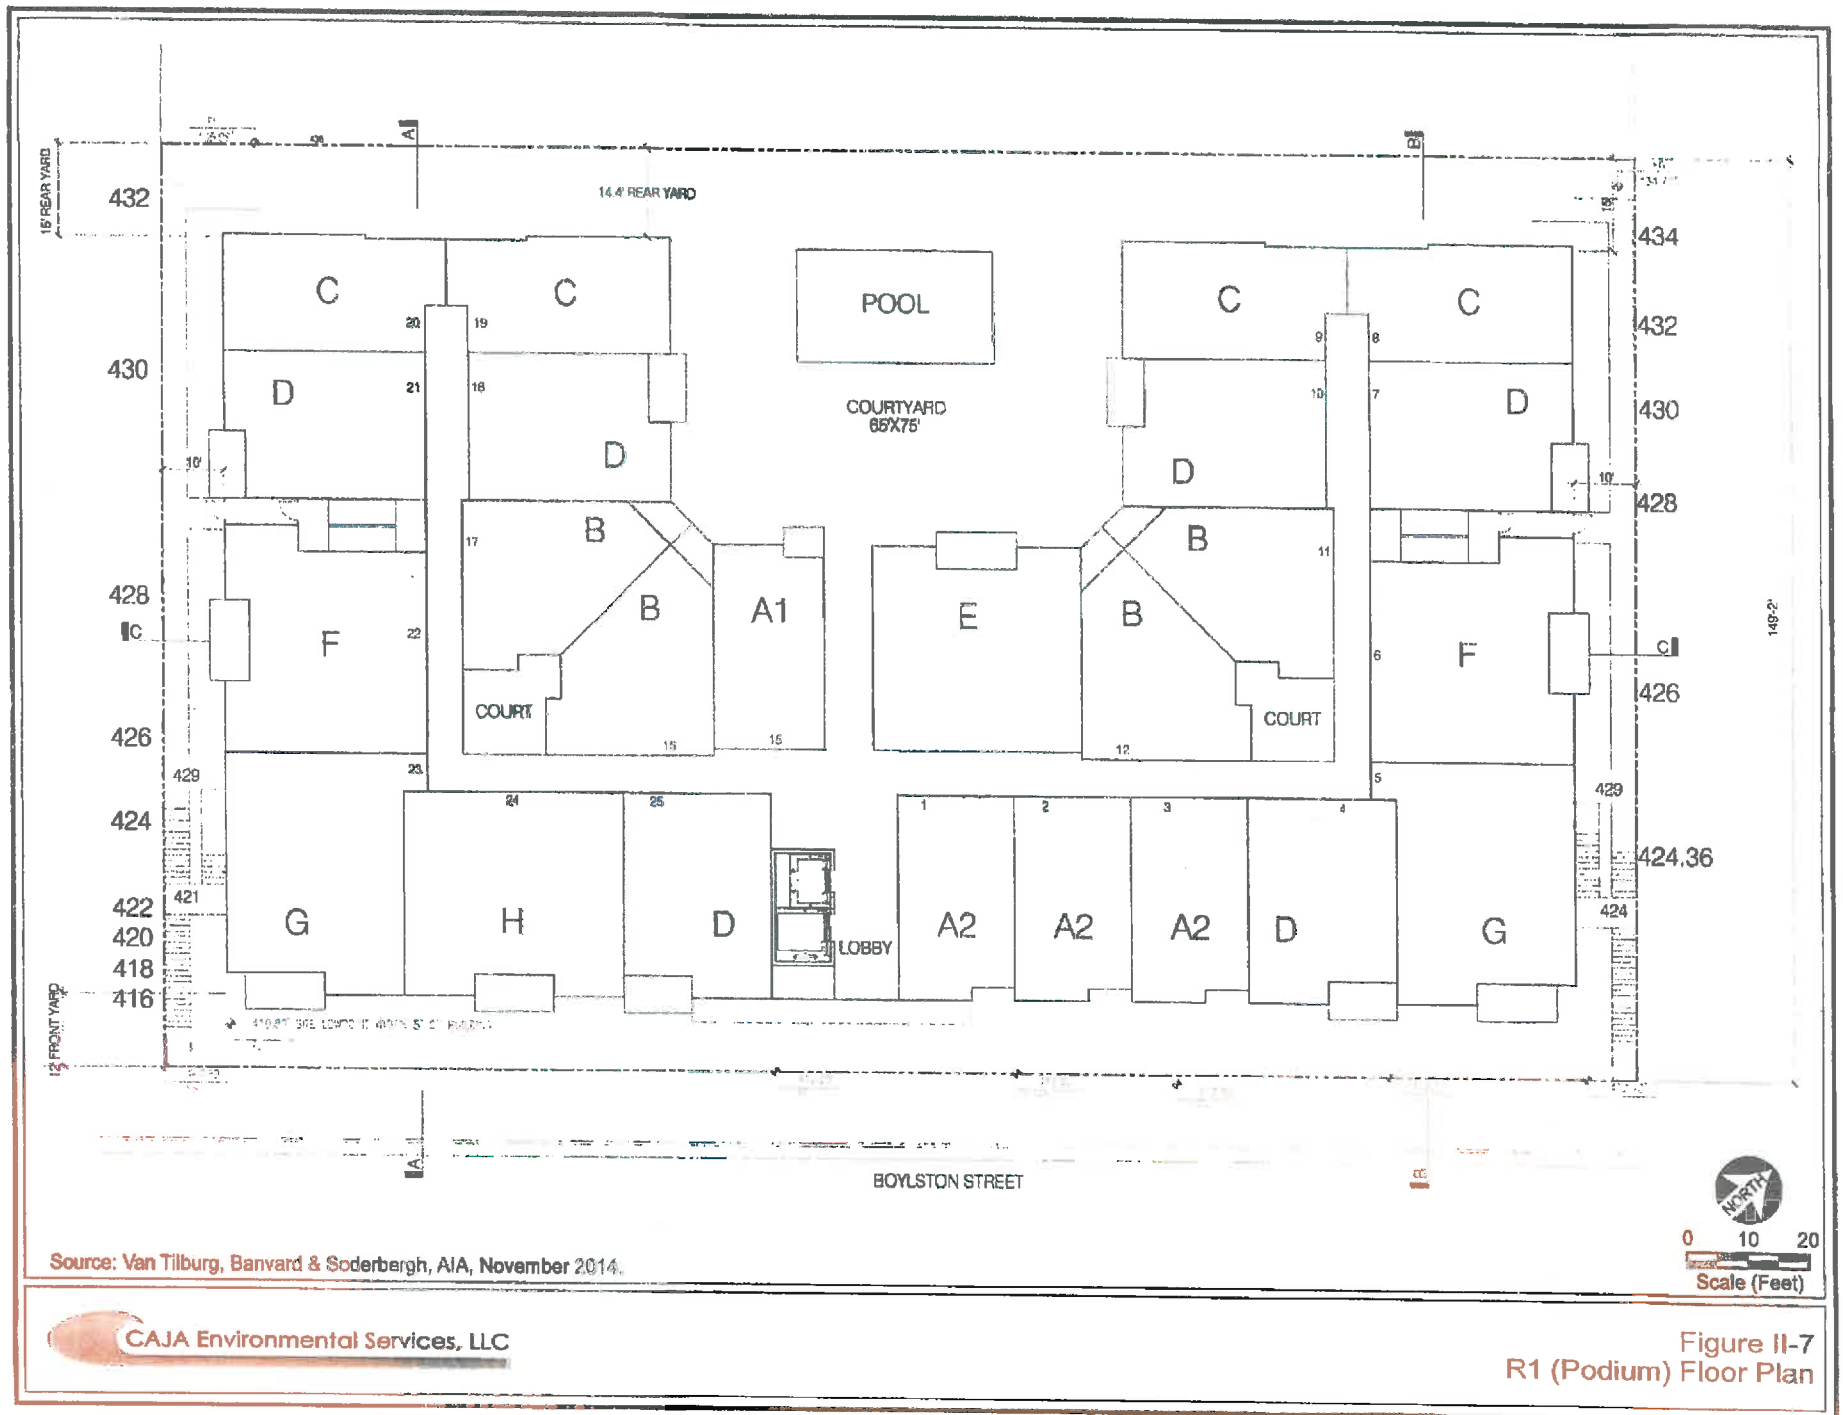 A
B
15' REAR YARD
432
14.4' REAR YARD
15'
434
C
C
POOL
C
C
20
19
9
8
432
430
D
21
18
COURTYARD
65'X75'
10
7
D
430
10'
D
D
10'
428
17
B
B
11
428
B
A1
E
B
149'-2"
C
F
22
6
F
C
426
COURT
COURT
426
16
15
12
429
23
5
429
424
24
25
1
2
3
4
424.36
421
422
G
H
D
LOBBY
A2
A2
A2
D
G
424
420
418
416
12' FRONT YARD
A
B
BOYLSTON STREET
NORTH
0 10 20
Scale (Feet)
Source: Van Tilburg, Banvard & Soderbergh, AIA, November 2014.
CAJA Environmental Services, LLC
Figure II-7
R1 (Podium) Floor Plan